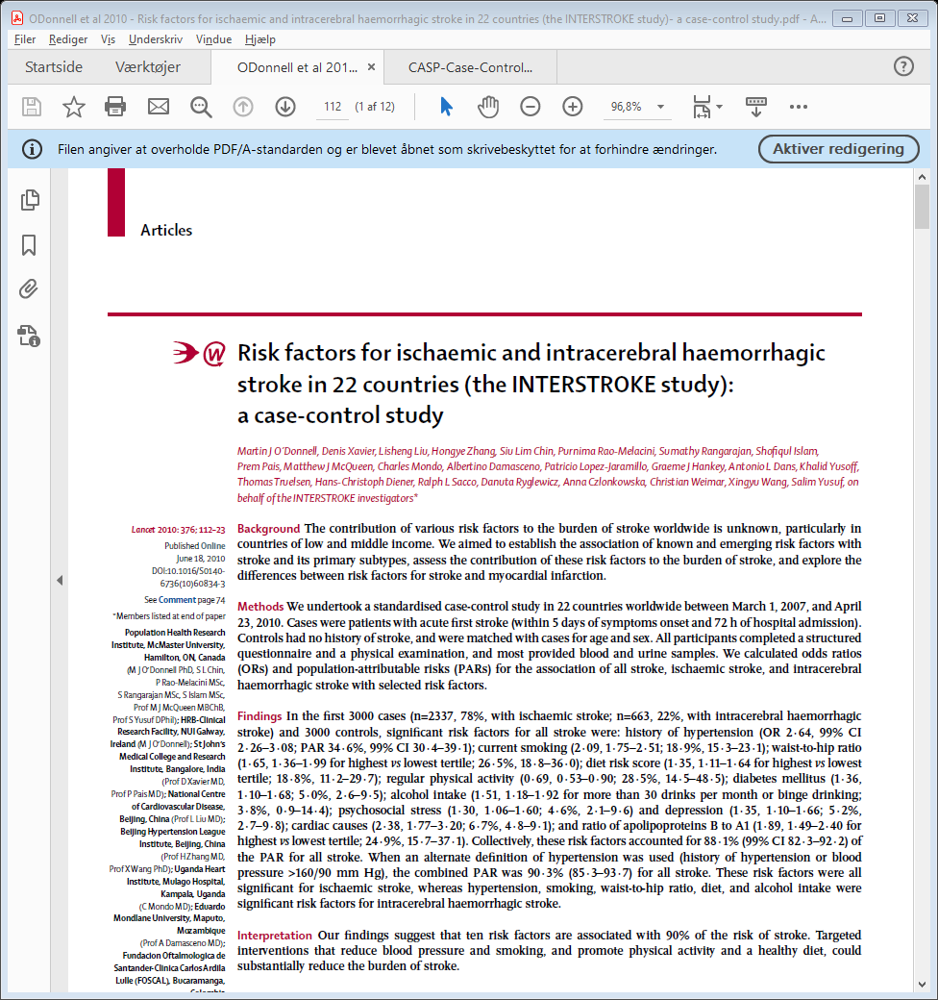 ODonnell et al 2010 - Risk factors for ischaemic and intracerebral haemorrhagic stroke in 22 countries (the INTERSTROKE study)- a case-control study.pdf - A...
Filer Rediger Vis Underskriv Vindue Hjælp
Startside Værktøjer ODonnell et al 201... × CASP-Case-Control...
112 (1 af 12) 96,8%
Filen angiver at overholde PDF/A-standarden og er blevet åbnet som skrivebeskyttet for at forhindre ændringer. Aktiver redigering
Articles
Risk factors for ischaemic and intracerebral haemorrhagic
stroke in 22 countries (the INTERSTROKE study):
a case-control study
Martin J O'Donnell, Denis Xavier, Lisheng Liu, Hongye Zhang, Siu Lim Chin, Purnima Rao-Melacini, Sumathy Rangarajan, Shofiqul Islam,
Prem Pais, Matthew J McQueen, Charles Mondo, Albertino Damasceno, Patricio Lopez-Jaramillo, Graeme J Hankey, Antonio L Dans, Khalid Yusoff,
Thomas Truelsen, Hans-Christoph Diener, Ralph L Sacco, Danuta Ryglewicz, Anna Czlonkowska, Christian Weimar, Xingyu Wang, Salim Yusuf, on
behalf of the INTERSTROKE investigators*
Background The contribution of various risk factors to the burden of stroke worldwide is unknown, particularly in
countries of low and middle income. We aimed to establish the association of known and emerging risk factors with
stroke and its primary subtypes, assess the contribution of these risk factors to the burden of stroke, and explore the
differences between risk factors for stroke and myocardial infarction.
Methods We undertook a standardised case-control study in 22 countries worldwide between March 1, 2007, and April
23, 2010. Cases were patients with acute first stroke (within 5 days of symptoms onset and 72 h of hospital admission).
Controls had no history of stroke, and were matched with cases for age and sex. All participants completed a structured
questionnaire and a physical examination, and most provided blood and urine samples. We calculated odds ratios
(ORs) and population-attributable risks (PARs) for the association of all stroke, ischaemic stroke, and intracerebral
haemorrhagic stroke with selected risk factors.
Findings In the first 3000 cases (n=2337, 78%, with ischaemic stroke; n=663, 22%, with intracerebral haemorrhagic
stroke) and 3000 controls, significant risk factors for all stroke were: history of hypertension (OR 2·64, 99% CI
2·26–3·08; PAR 34·6%, 99% CI 30·4–39·1); current smoking (2·09, 1·75–2·51; 18·9%, 15·3–23·1); waist-to-hip ratio
(1·65, 1·36–1·99 for highest vs lowest tertile; 26·5%, 18·8–36·0); diet risk score (1·35, 1·11–1·64 for highest vs lowest
tertile; 18·8%, 11·2–29·7); regular physical activity (0·69, 0·53–0·90; 28·5%, 14·5–48·5); diabetes mellitus (1·36,
1·10–1·68; 5·0%, 2·6–9·5); alcohol intake (1·51, 1·18–1·92 for more than 30 drinks per month or binge drinking;
3·8%, 0·9–14·4); psychosocial stress (1·30, 1·06–1·60; 4·6%, 2·1–9·6) and depression (1·35, 1·10–1·66; 5·2%,
2·7–9·8); cardiac causes (2·38, 1·77–3·20; 6·7%, 4·8–9·1); and ratio of apolipoproteins B to A1 (1·89, 1·49–2·40 for
highest vs lowest tertile; 24·9%, 15·7–37·1). Collectively, these risk factors accounted for 88·1% (99% CI 82·3–92·2) of
the PAR for all stroke. When an alternate definition of hypertension was used (history of hypertension or blood
pressure >160/90 mm Hg), the combined PAR was 90·3% (85·3–93·7) for all stroke. These risk factors were all
significant for ischaemic stroke, whereas hypertension, smoking, waist-to-hip ratio, diet, and alcohol intake were
significant risk factors for intracerebral haemorrhagic stroke.
Interpretation Our findings suggest that ten risk factors are associated with 90% of the risk of stroke. Targeted
interventions that reduce blood pressure and smoking, and promote physical activity and a healthy diet, could
substantially reduce the burden of stroke.
Lancet 2010; 376: 112–23
Published Online
June 18, 2010
DOI:10.1016/S0140-
6736(10)60834-3
See Comment page 74
*Members listed at end of paper
Population Health Research
Institute, McMaster University,
Hamilton, ON, Canada
(M J O'Donnell PhD, S L Chin,
P Rao-Melacini MSc,
S Rangarajan MSc, S Islam MSc,
Prof M J McQueen MBChB,
Prof S Yusuf DPhil); HRB-Clinical
Research Facility, NUI Galway,
Ireland (M J O'Donnell); St John's
Medical College and Research
Institute, Bangalore, India
(Prof D Xavier MD,
Prof P Pais MD); National Centre
of Cardiovascular Disease,
Beijing, China (Prof L Liu MD);
Beijing Hypertension League
Institute, Beijing, China
(Prof H Zhang MD,
Prof X Wang PhD); Uganda Heart
Institute, Mulago Hospital,
Kampala, Uganda
(C Mondo MD); Eduardo
Mondlane University, Maputo,
Mozambique
(Prof A Damasceno MD);
Fundacion Oftalmologica de
Santander-Clinica Carlos Ardila
Lulle (FOSCAL), Bucaramanga,
Colombia